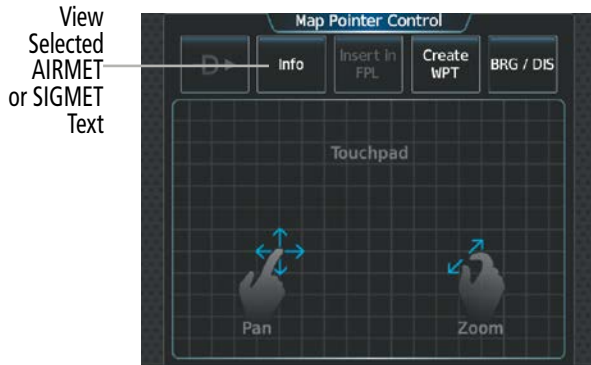 View
Selected
AIRMET
or SIGMET
Text
Map Pointer Control
D
Info
Insert in
FPL
Create
WPT
BRG / DIS
Touchpad
Pan
Zoom